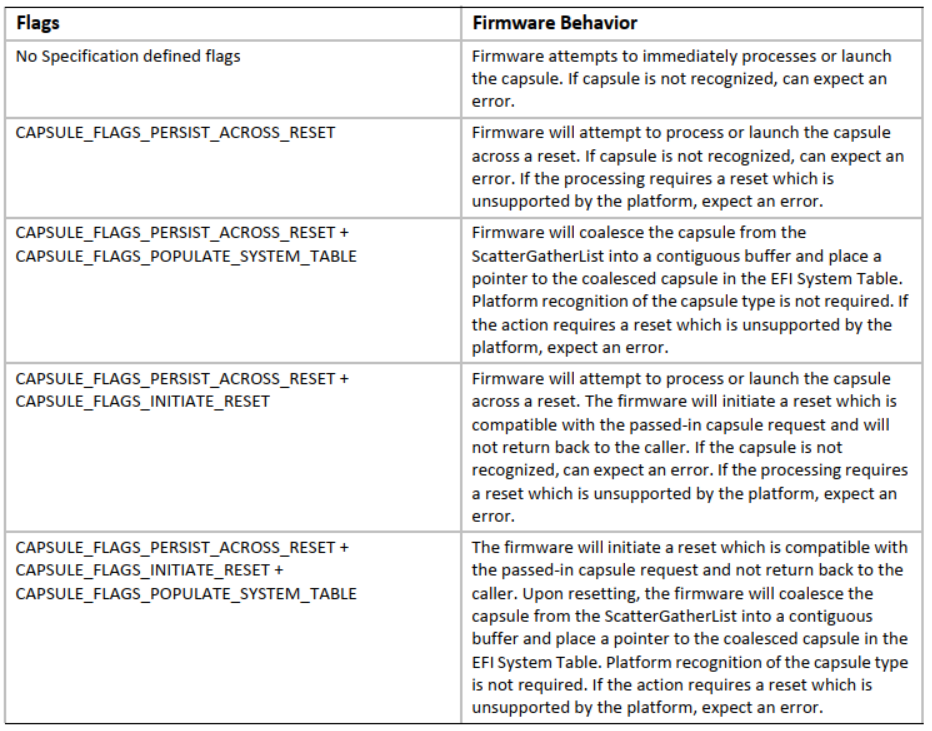 Flags
Firmware Behavior
No Specification defined flags
Firmware attempts to immediately processes or launch
the capsule. If capsule is not recognized, can expect an
error.
CAPSULE_FLAGS_PERSIST_ACROSS_RESET
Firmware will attempt to process or launch the capsule
across a reset. If capsule is not recognized, can expect an
error. If the processing requires a reset which is
unsupported by the platform, expect an error.
CAPSULE_FLAGS_PERSIST_ACROSS_RESET +
CAPSULE_FLAGS_POPULATE_SYSTEM_TABLE
Firmware will coalesce the capsule from the
ScatterGatherList into a contiguous buffer and place a
pointer to the coalesced capsule in the EFI System Table.
Platform recognition of the capsule type is not required. If
the action requires a reset which is unsupported by the
platform, expect an error.
CAPSULE_FLAGS_PERSIST_ACROSS_RESET +
CAPSULE_FLAGS_INITIATE_RESET
Firmware will attempt to process or launch the capsule
across a reset. The firmware will initiate a reset which is
compatible with the passed-in capsule request and will
not return back to the caller. If the capsule is not
recognized, can expect an error. If the processing requires
a reset which is unsupported by the platform, expect an
error.
CAPSULE_FLAGS_PERSIST_ACROSS_RESET +
CAPSULE_FLAGS_INITIATE_RESET +
CAPSULE_FLAGS_POPULATE_SYSTEM_TABLE
The firmware will initiate a reset which is compatible with
the passed-in capsule request and not return back to the
caller. Upon resetting, the firmware will coalesce the
capsule from the ScatterGatherList into a contiguous
buffer and place a pointer to the coalesced capsule in the
EFI System Table. Platform recognition of the capsule type
is not required. If the action requires a reset which is
unsupported by the platform, expect an error.